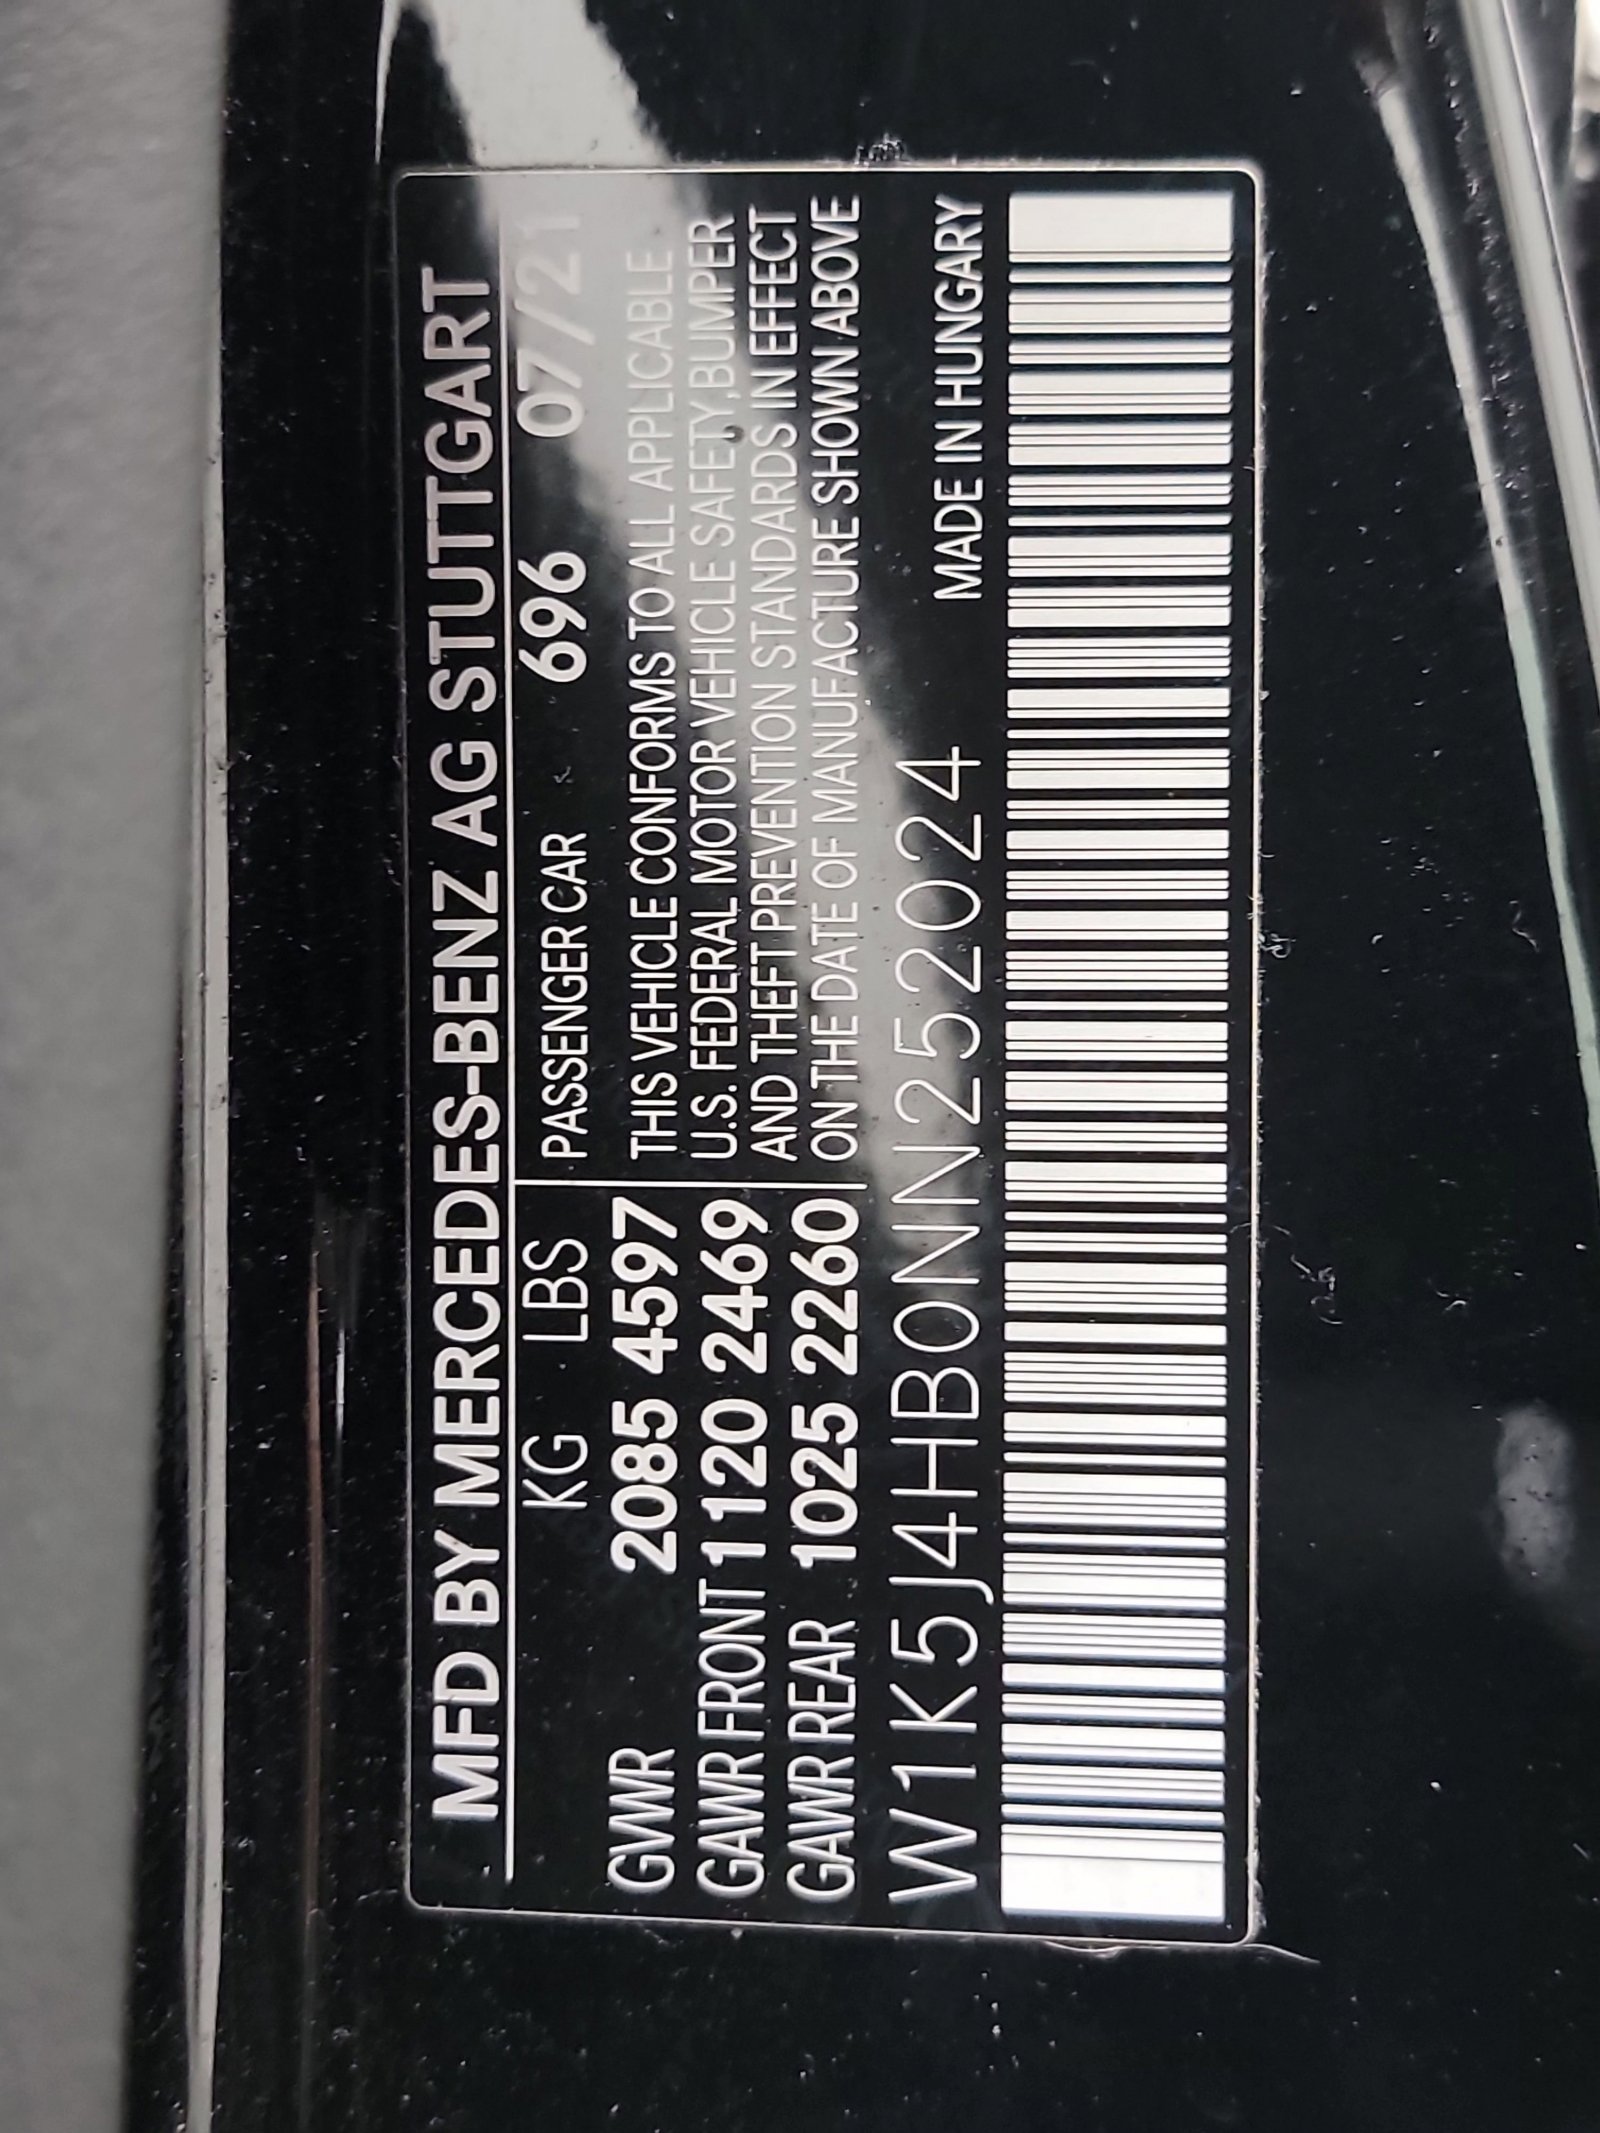 MFD BY MERCEDES-BENZ AG STUTTGART
KG LBS
GVWR 2085 4597
GAWR FRONT 1120 2469
GAWR REAR 1025 2260
PASSENGER CAR 696 07/21
THIS VEHICLE CONFORMS TO ALL APPLICABLE
U.S. FEDERAL MOTOR VEHICLE SAFETY,BUMPER
AND THEFT PREVENTION STANDARDS IN EFFECT
ON THE DATE OF MANUFACTURE SHOWN ABOVE
W1K5J4HB0NN252024 MADE IN HUNGARY